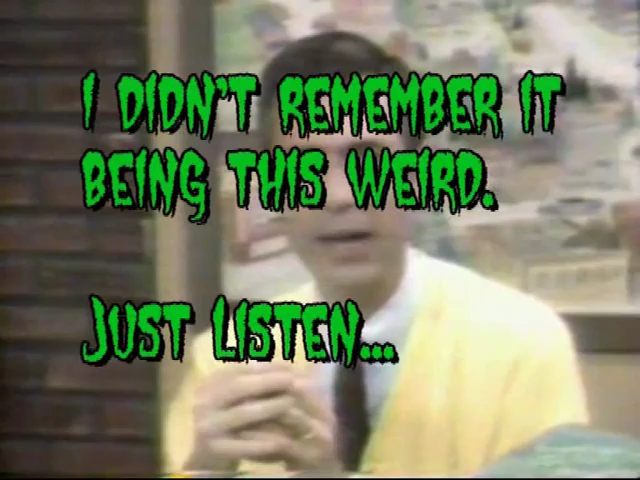 I DIDN'T REMEMBER IT
BEING THIS WEIRD.
JUST LISTEN...